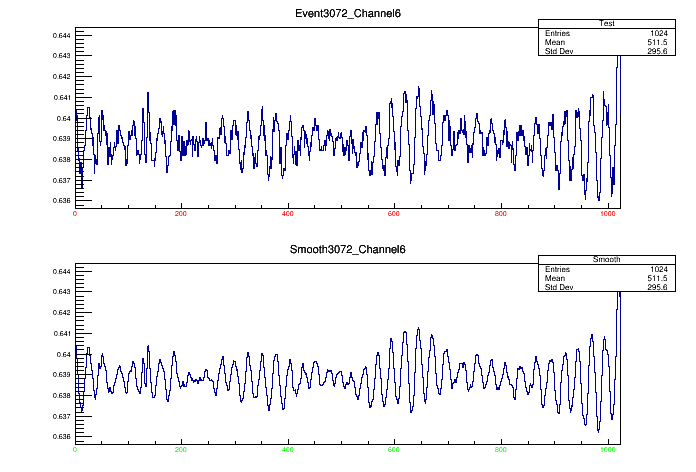 Event3072_Channel6
Test
Entries 1024
Mean 511.5
Std Dev 295.6
0.644
0.643
0.642
0.641
0.64
0.639
0.638
0.637
0.636
0 200 400 600 800 1000
Smooth3072_Channel6
Smooth
Entries 1024
Mean 511.5
Std Dev 295.6
0.644
0.643
0.642
0.641
0.64
0.639
0.638
0.637
0.636
0 200 400 600 800 1000